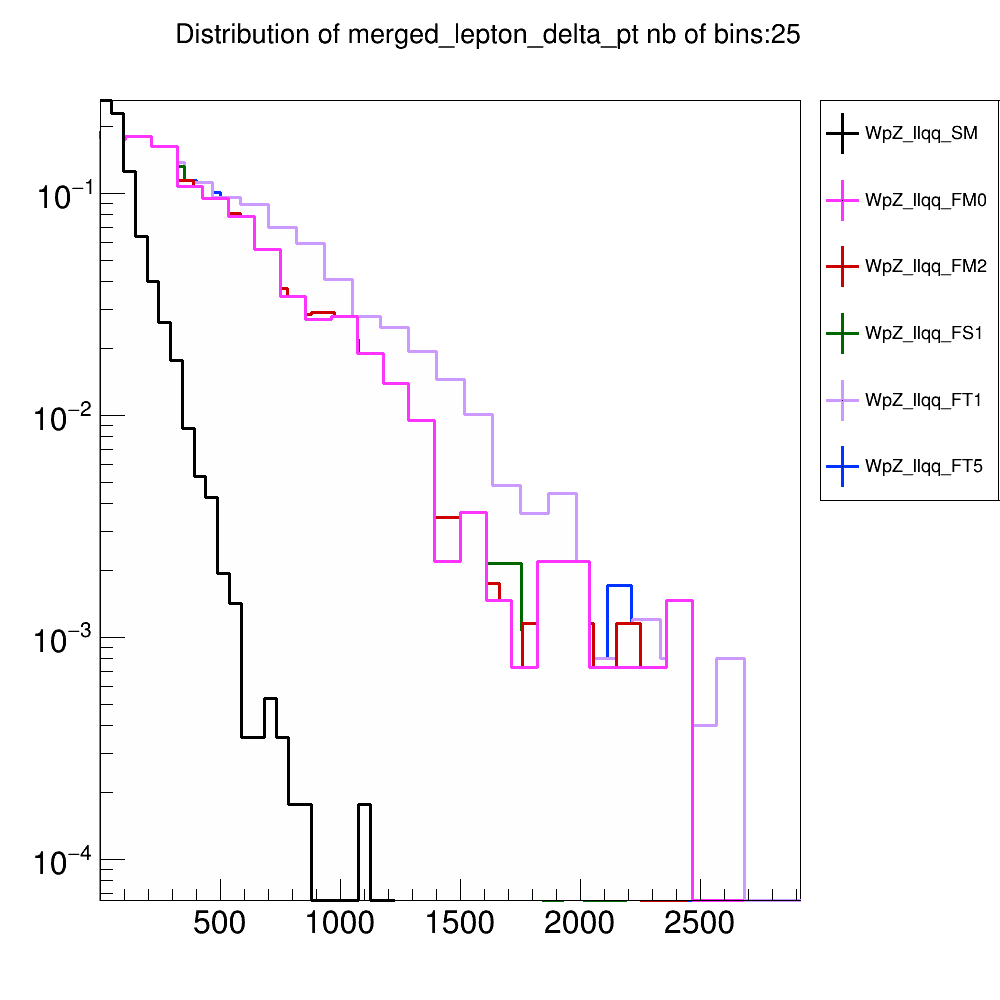 Distribution of merged_lepton_delta_pt nb of bins:25
WpZ_llqq_SM
WpZ_llqq_FM0
WpZ_llqq_FM2
WpZ_llqq_FS1
WpZ_llqq_FT1
WpZ_llqq_FT5
10⁻¹
10⁻²
10⁻³
10⁻⁴
500 1000 1500 2000 2500